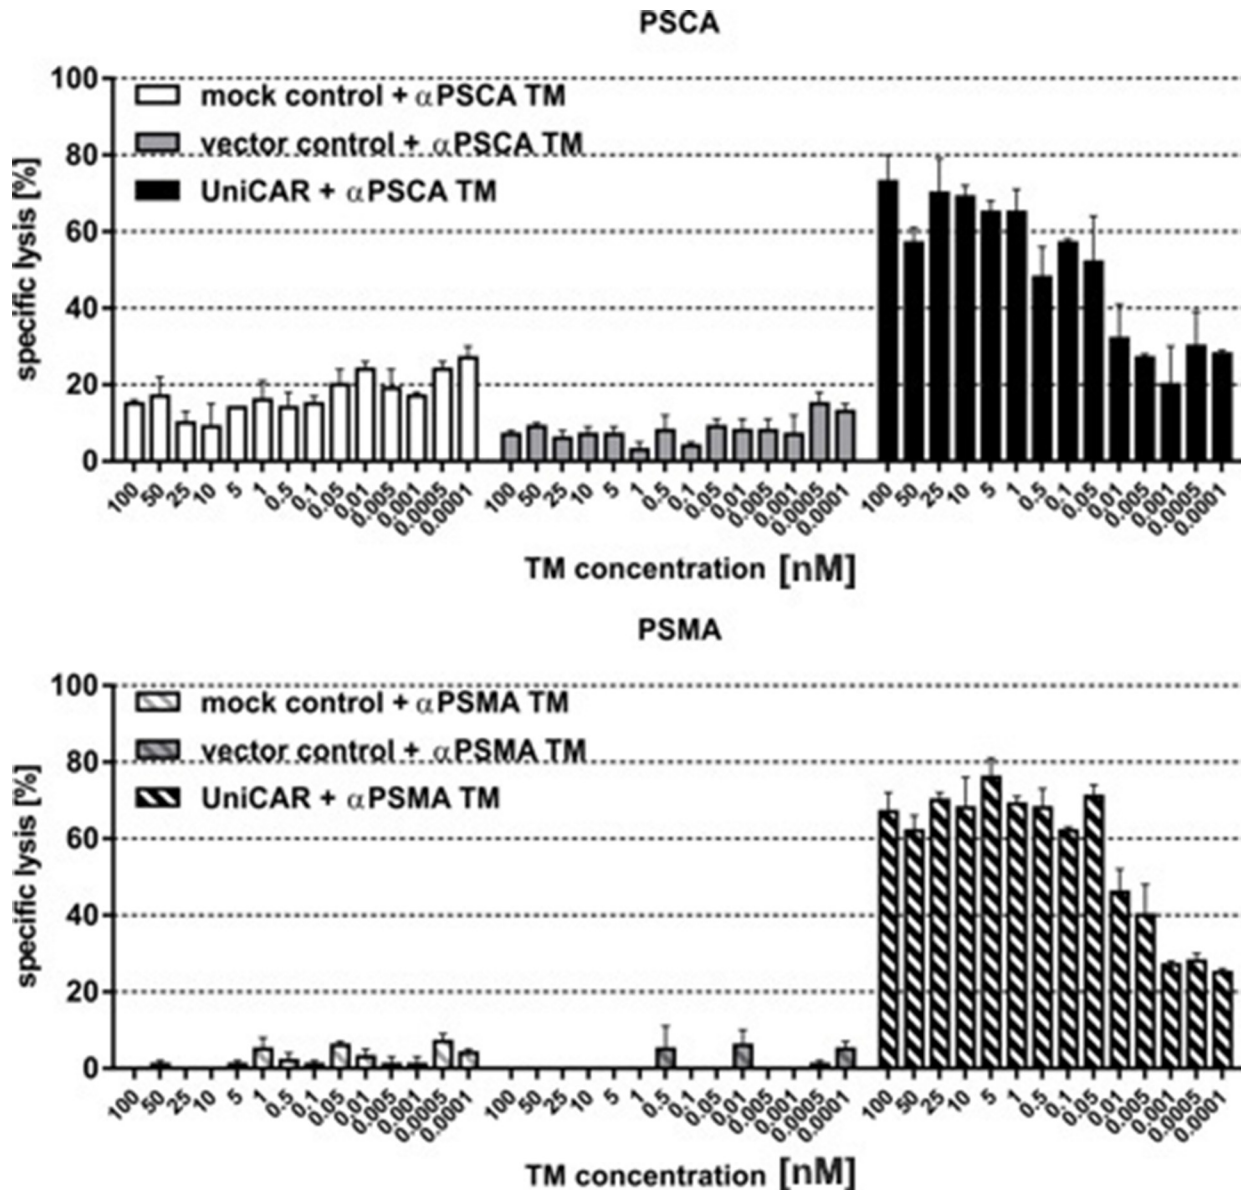 PSCA
100
80
60
40
20
0
specific lysis [%]
mock control + αPSCA TM
vector control + αPSCA TM
UniCAR + αPSCA TM
100 50 25 10 5 1 0.5 0.1 0.05 0.01 0.005 0.001 0.0005 0.0001 100 50 25 10 5 1 0.5 0.1 0.05 0.01 0.005 0.001 0.0005 0.0001 100 50 25 10 5 1 0.5 0.1 0.05 0.01 0.005 0.001 0.0005 0.0001
TM concentration [nM]
PSMA
100
80
60
40
20
0
specific lysis [%]
mock control + αPSMA TM
vector control + αPSMA TM
UniCAR + αPSMA TM
100 50 25 10 5 1 0.5 0.1 0.05 0.01 0.005 0.001 0.0005 0.0001 100 50 25 10 5 1 0.5 0.1 0.05 0.01 0.005 0.001 0.0005 0.0001 100 50 25 10 5 1 0.5 0.1 0.05 0.01 0.005 0.001 0.0005 0.0001
TM concentration [nM]